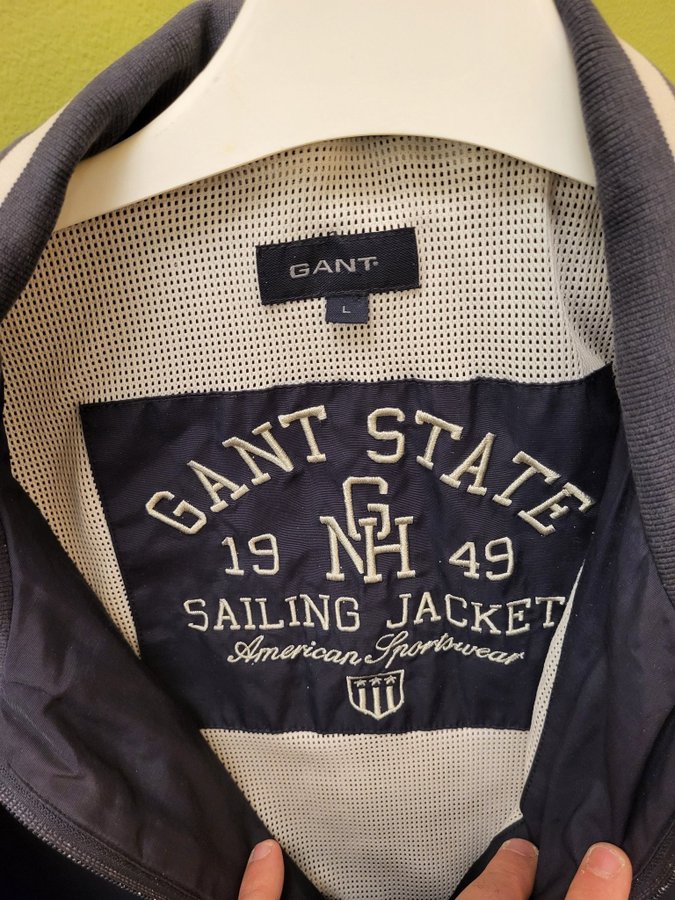 GANT
L
GANT STATE
19 GNH 49
SAILING JACKET
American Sportswear